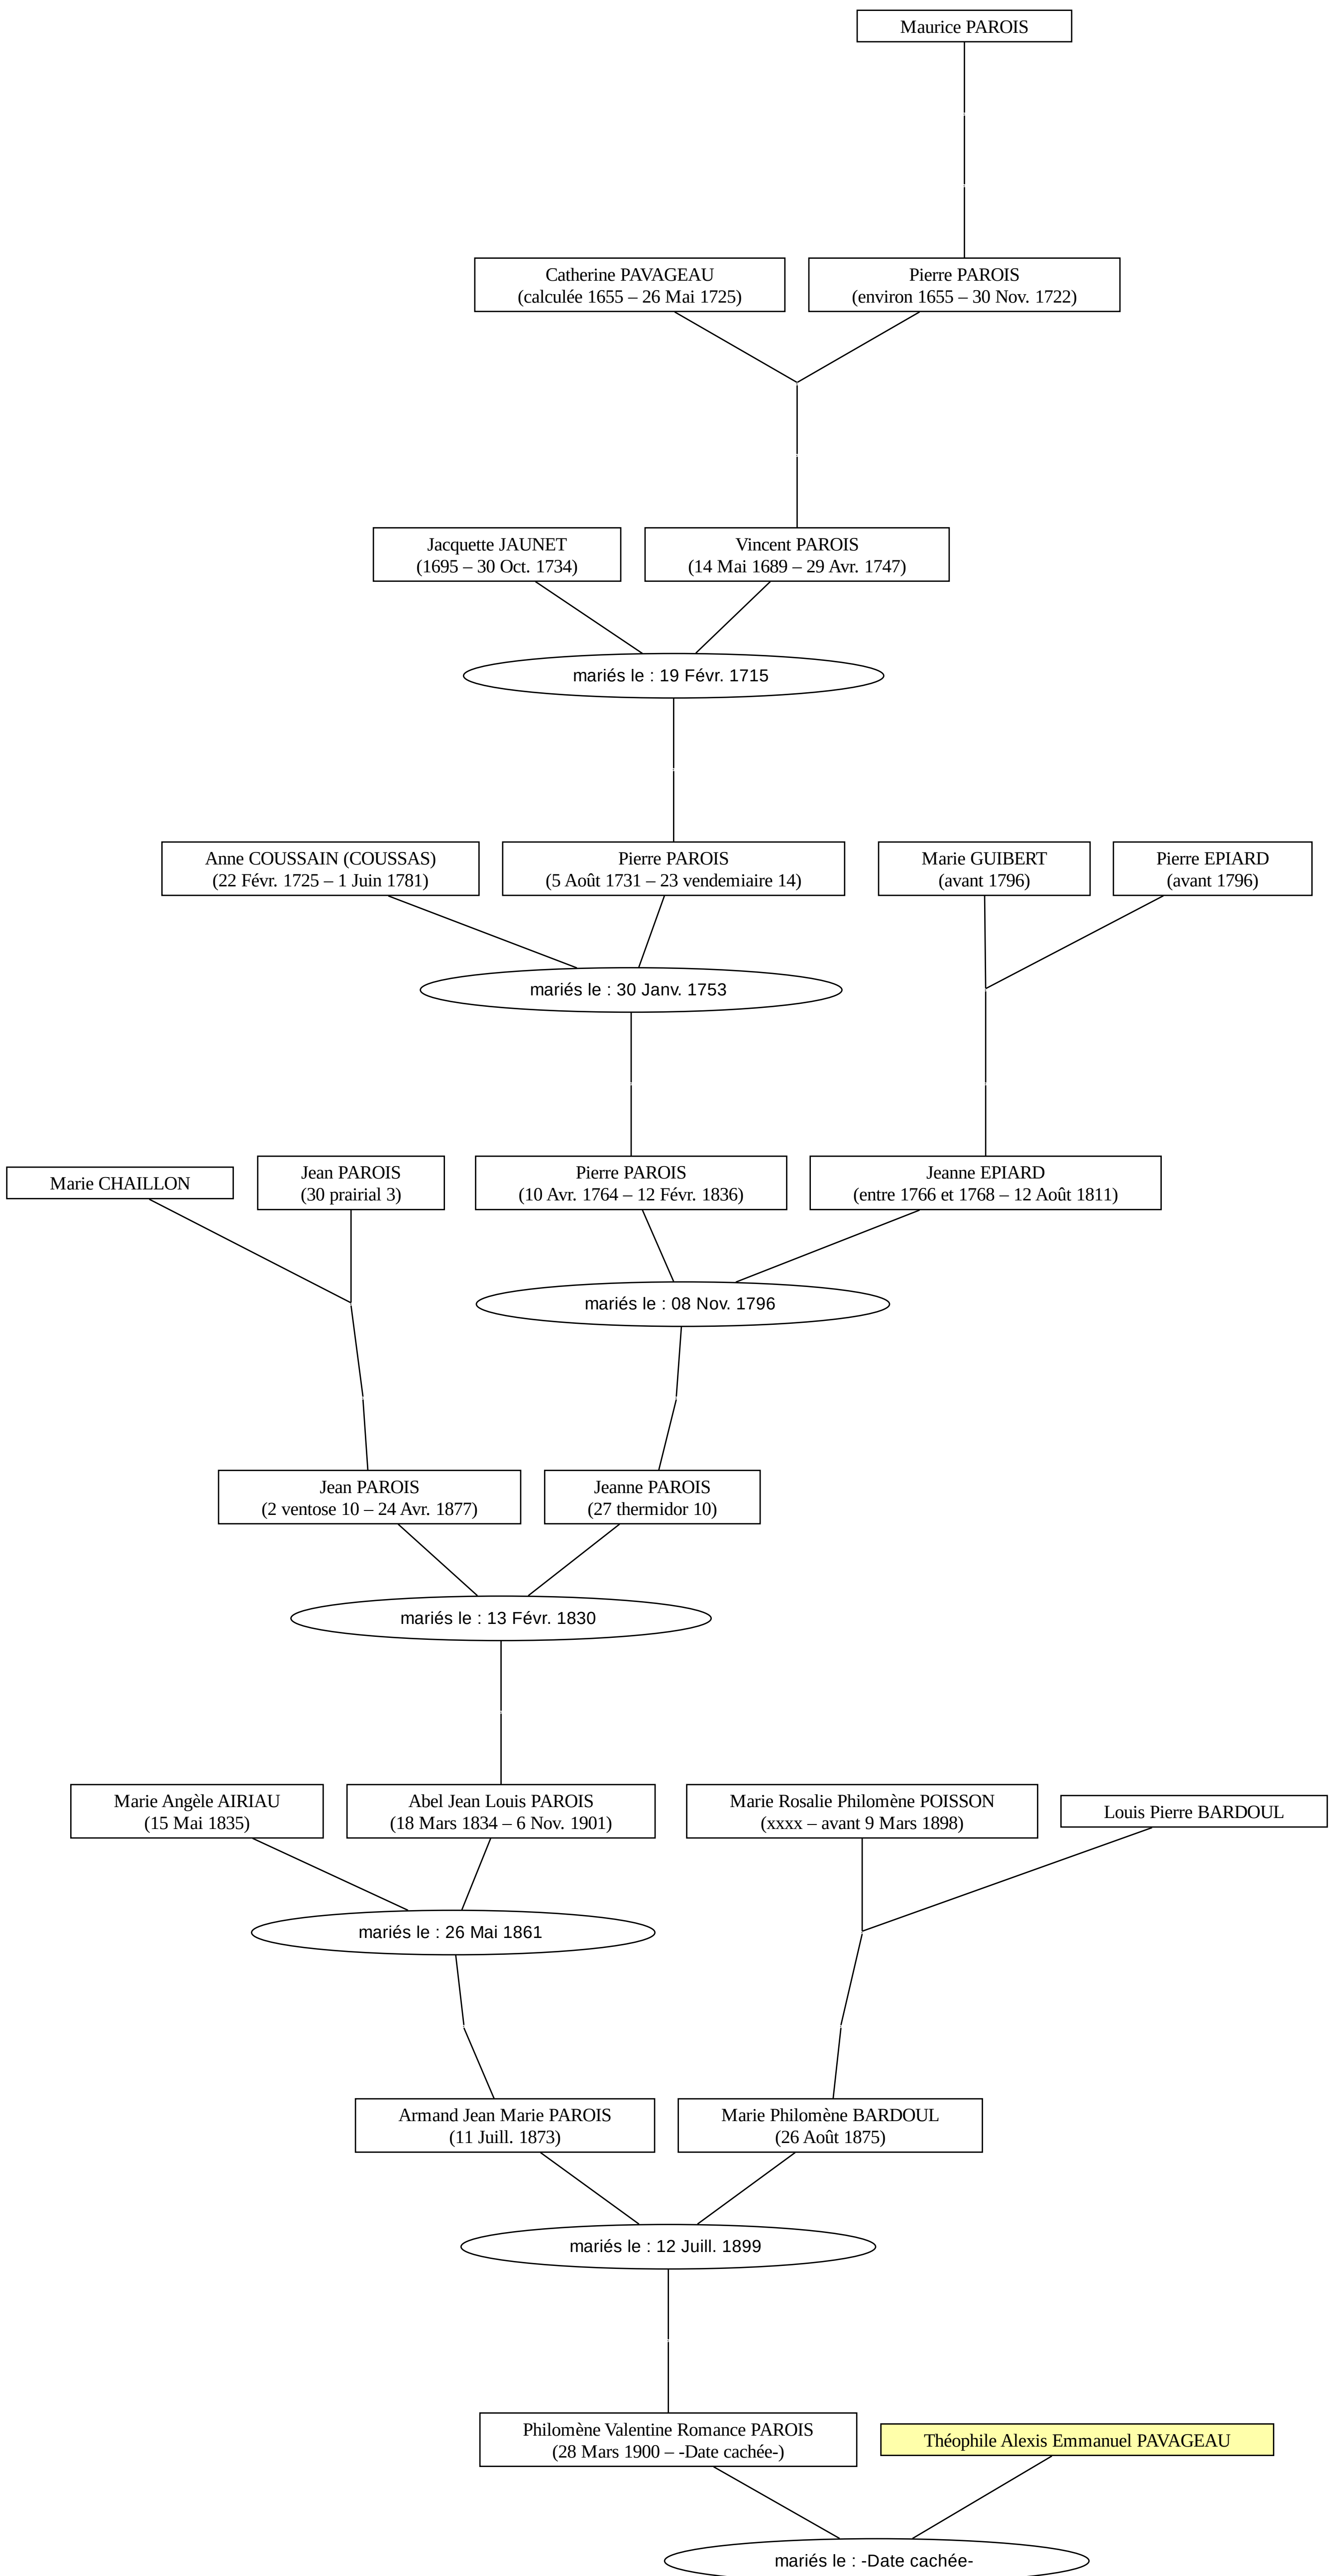 Maurice PAROIS
Catherine PAVAGEAU
(calculée 1655 – 26 Mai 1725)
Pierre PAROIS
(environ 1655 – 30 Nov. 1722)
Jacquette JAUNET
(1695 – 30 Oct. 1734)
Vincent PAROIS
(14 Mai 1689 – 29 Avr. 1747)
mariés le : 19 Févr. 1715
Anne COUSSAIN (COUSSAS)
(22 Févr. 1725 – 1 Juin 1781)
Pierre PAROIS
(5 Août 1731 – 23 vendemiaire 14)
Marie GUIBERT
(avant 1796)
Pierre EPIARD
(avant 1796)
mariés le : 30 Janv. 1753
Marie CHAILLON
Jean PAROIS
(30 prairial 3)
Pierre PAROIS
(10 Avr. 1764 – 12 Févr. 1836)
Jeanne EPIARD
(entre 1766 et 1768 – 12 Août 1811)
mariés le : 08 Nov. 1796
Jean PAROIS
(2 ventose 10 – 24 Avr. 1877)
Jeanne PAROIS
(27 thermidor 10)
mariés le : 13 Févr. 1830
Marie Angèle AIRIAU
(15 Mai 1835)
Abel Jean Louis PAROIS
(18 Mars 1834 – 6 Nov. 1901)
Marie Rosalie Philomène POISSON
(xxxx – avant 9 Mars 1898)
Louis Pierre BARDOUL
mariés le : 26 Mai 1861
Armand Jean Marie PAROIS
(11 Juill. 1873)
Marie Philomène BARDOUL
(26 Août 1875)
mariés le : 12 Juill. 1899
Philomène Valentine Romance PAROIS
(28 Mars 1900 – -Date cachée-)
Théophile Alexis Emmanuel PAVAGEAU
mariés le : -Date cachée-